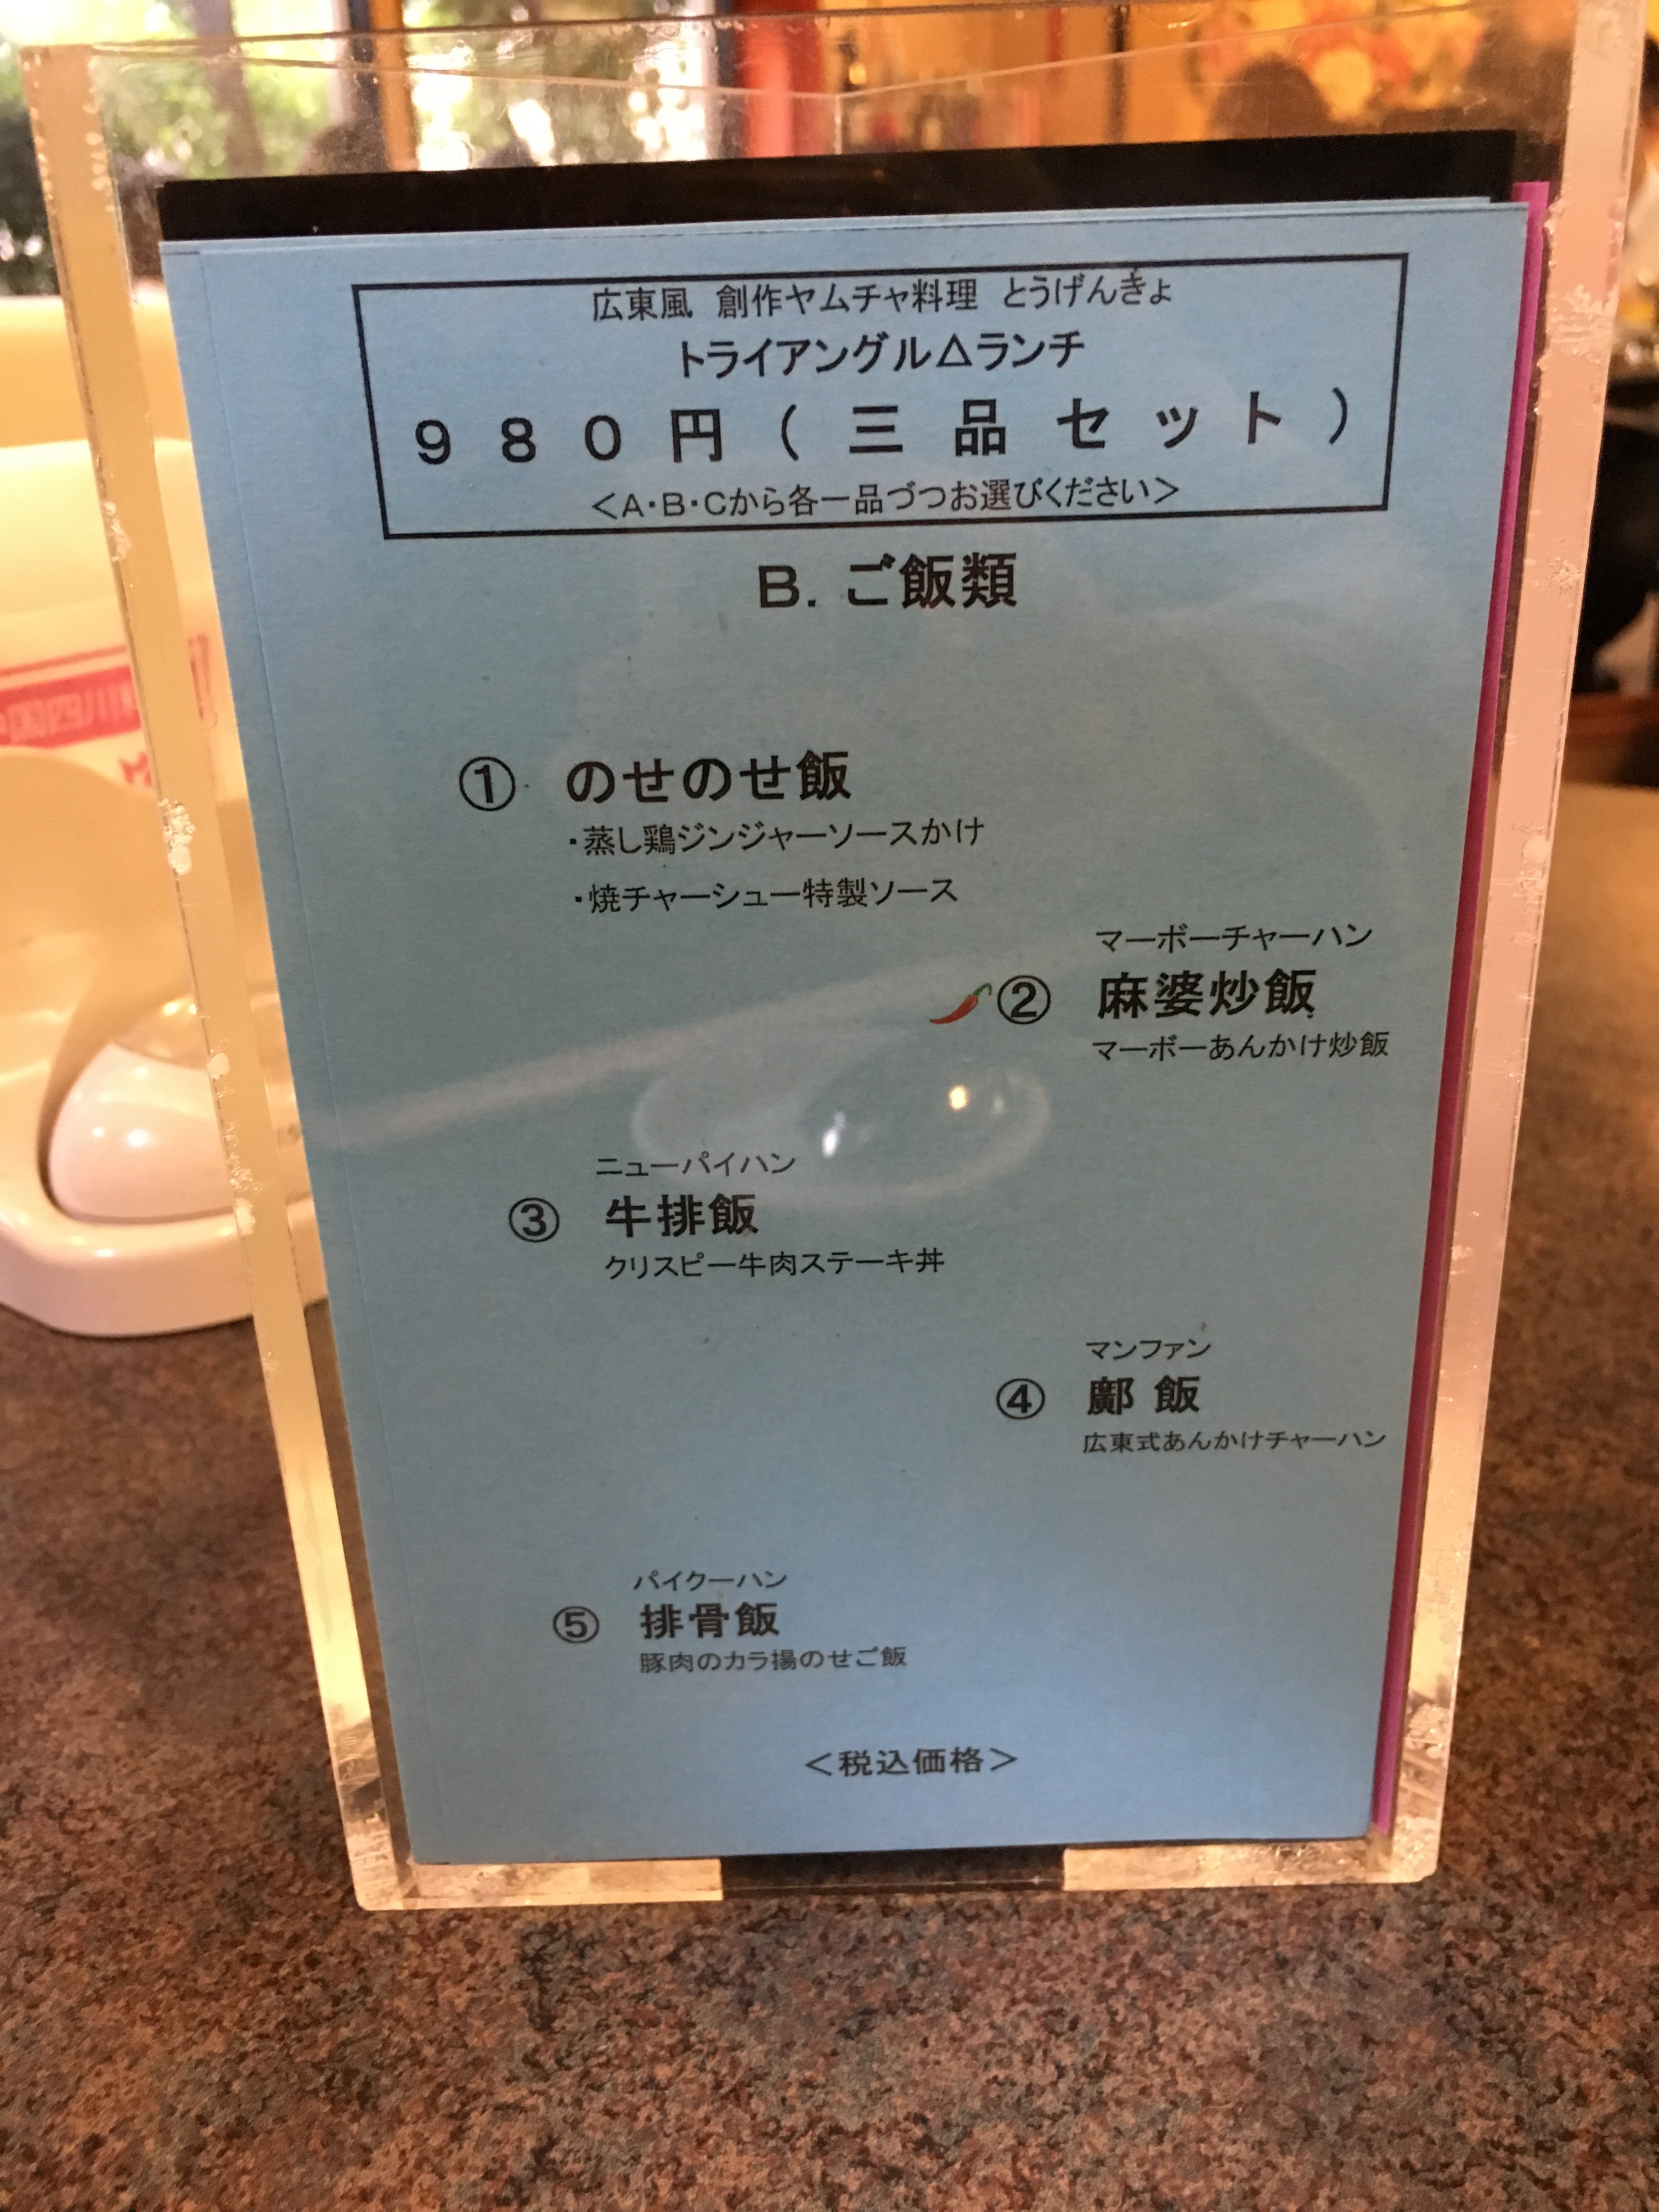 広東風 創作ヤムチャ料理 とうげんきょ
トライアングル△ランチ
980円(三品セット)
<A・B・Cから各一品づつお選びください>
B. ご飯類
① のせのせ飯
・蒸し鶏ジンジャーソースかけ
・焼チャーシュー特製ソース
マーボーチャーハン
② 麻婆炒飯
マーボーあんかけ炒飯
ニューパイハン
③ 牛排飯
クリスピー牛肉ステーキ丼
マンファン
④ 鄺 飯
広東式あんかけチャーハン
パイクーハン
⑤ 排骨飯
豚肉のカラ揚のせご飯
<税込価格>